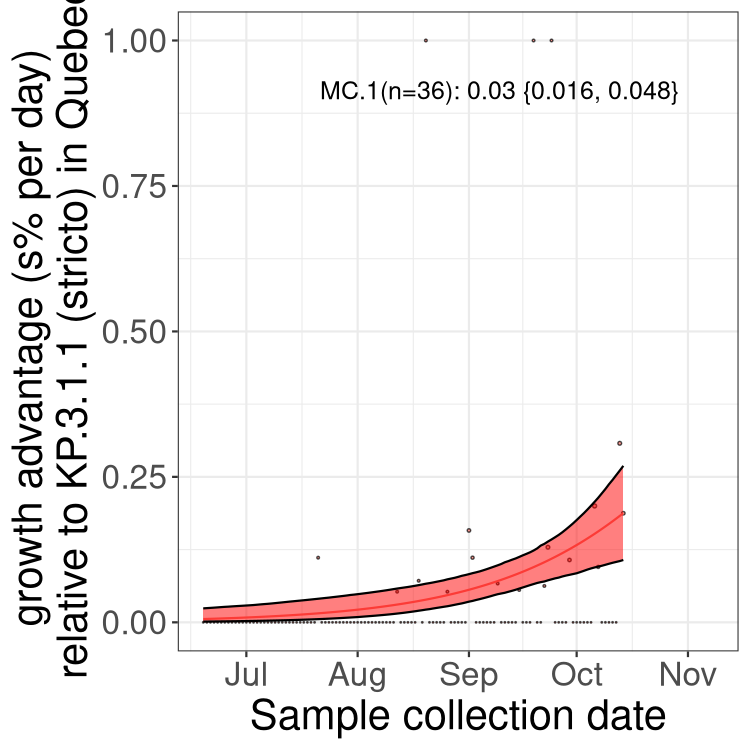 growth advantage (s% per day)
relative to KP.3.1.1 (stricto) in Quebec
1.00
0.75
0.50
0.25
0.00
MC.1(n=36): 0.03 {0.016, 0.048}
Jul Aug Sep Oct Nov
Sample collection date